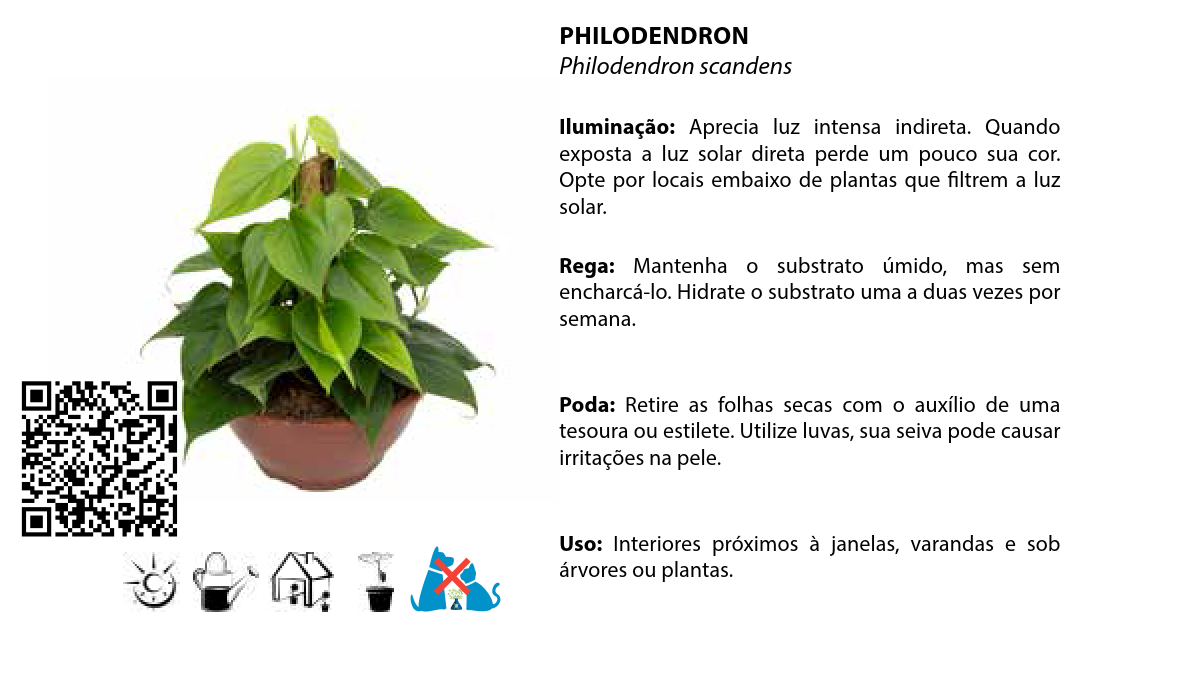 PHILODENDRON
Philodendron scandens
Iluminação: Aprecia luz intensa indireta. Quando
exposta a luz solar direta perde um pouco sua cor.
Opte por locais embaixo de plantas que filtrem a luz
solar.
Rega: Mantenha o substrato úmido, mas sem
encharcá-lo. Hidrate o substrato uma a duas vezes por
semana.
Poda: Retire as folhas secas com o auxílio de uma
tesoura ou estilete. Utilize luvas, sua seiva pode causar
irritações na pele.
Uso: Interiores próximos à janelas, varandas e sob
árvores ou plantas.